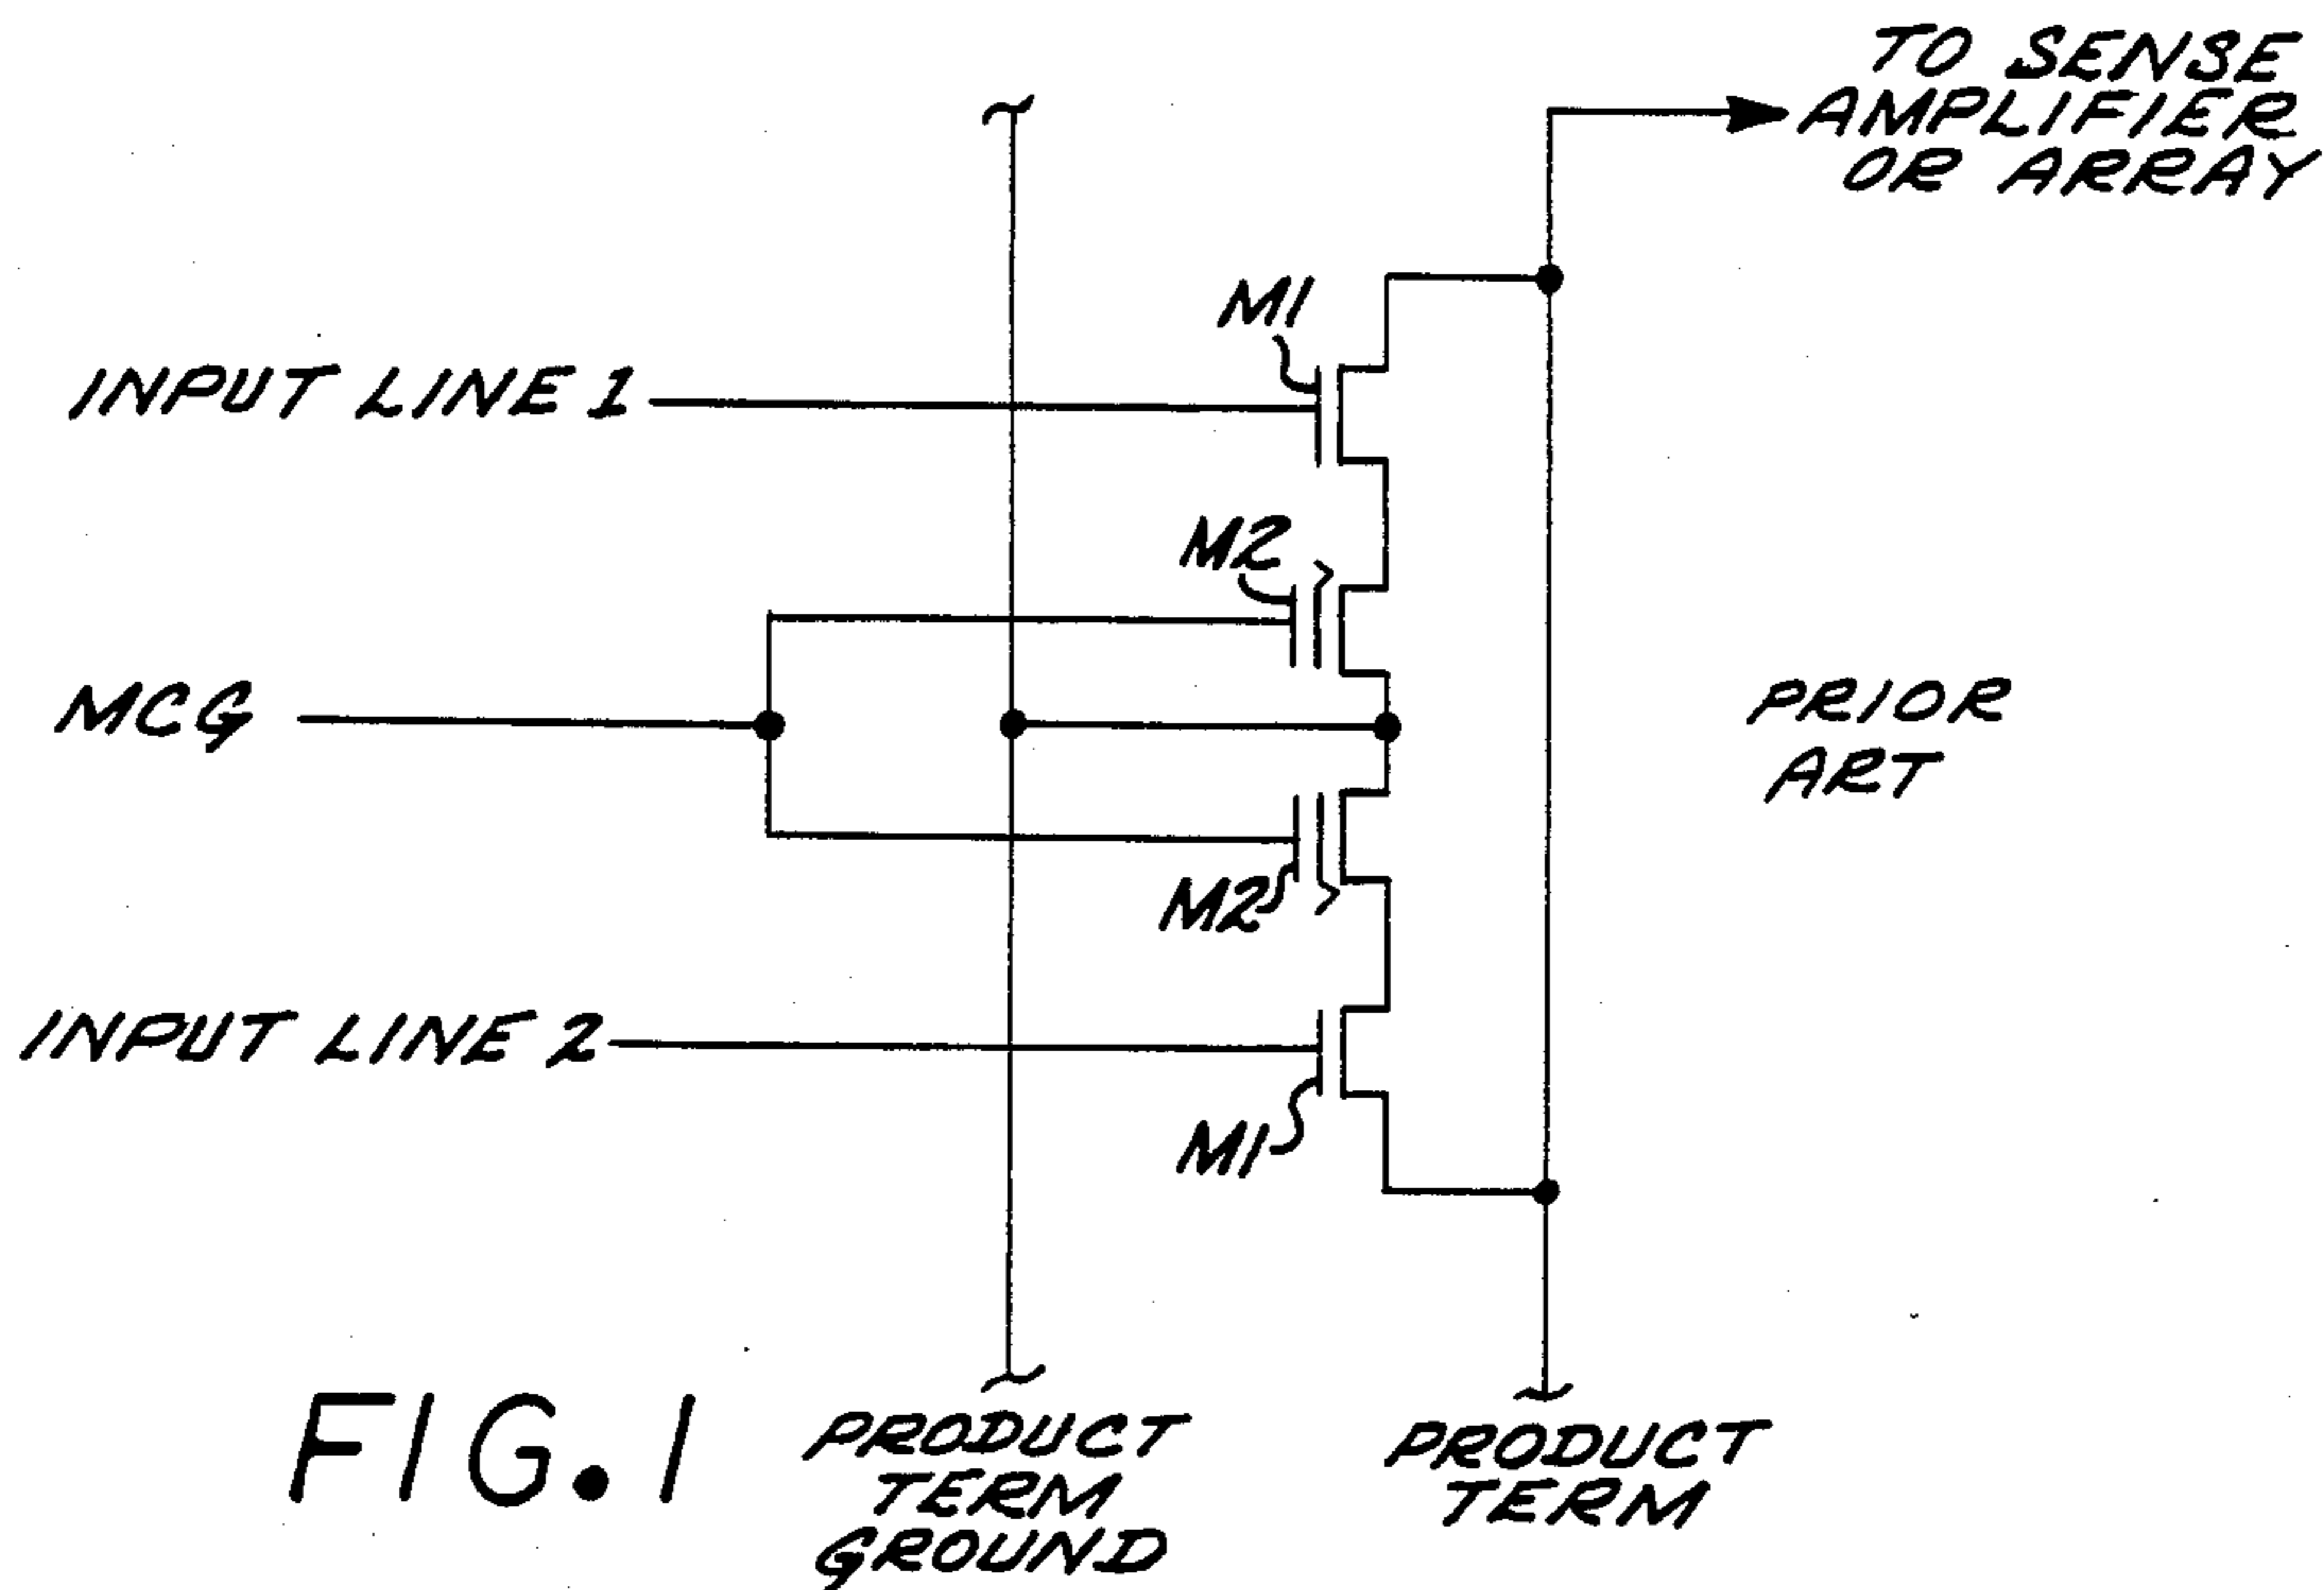 TO SENSE
AMPLIFIER
OR ARRAY
M1
INPUT LINE 1
M2
MCG
PRIOR
ART
M2
INPUT LINE 2
M1
FIG. 1
PRODUCT
TERM
GROUND
PRODUCT
TERM